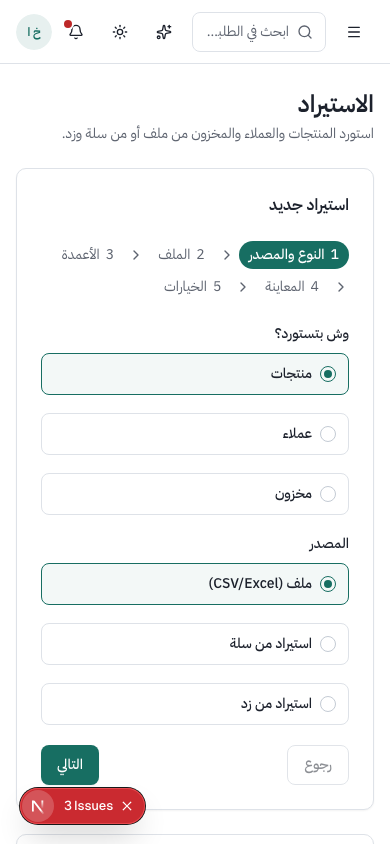 ابحث في الطلبـ...
خ ا
الاستيراد
استورد المنتجات والعملاء والمخزون من ملف أو من سلة وزد.
استيراد جديد
1 النوع والمصدر
2 الملف
3 الأعمدة
4 المعاينة
5 الخيارات
وش بتستورد؟
منتجات
عملاء
مخزون
المصدر
ملف (CSV/Excel)
استيراد من سلة
استيراد من زد
رجوع
التالي
N 3 Issues